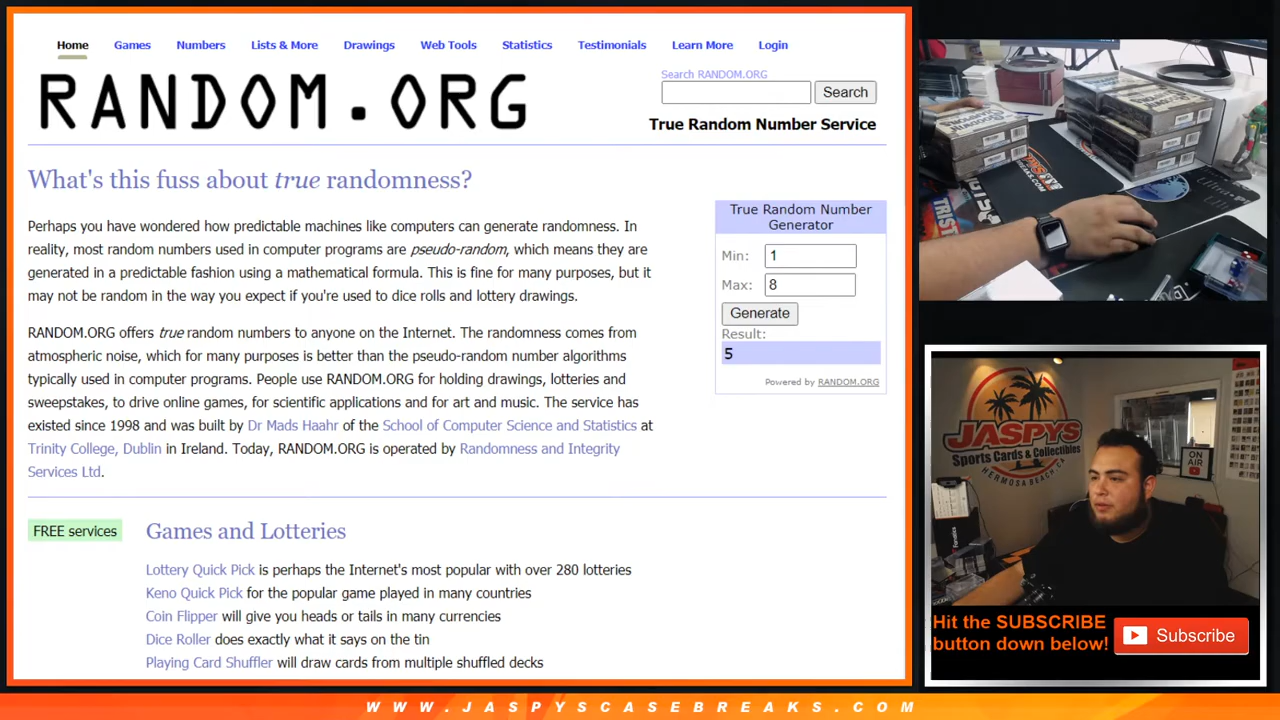 Home Games Numbers Lists & More Drawings Web Tools Statistics Testimonials Learn More Login
RANDOM.ORG
Search RANDOM.ORG
Search
True Random Number Service
What's this fuss about true randomness?
Perhaps you have wondered how predictable machines like computers can generate randomness. In
reality, most random numbers used in computer programs are pseudo-random, which means they are
generated in a predictable fashion using a mathematical formula. This is fine for many purposes, but it
may not be random in the way you expect if you're used to dice rolls and lottery drawings.
RANDOM.ORG offers true random numbers to anyone on the Internet. The randomness comes from
atmospheric noise, which for many purposes is better than the pseudo-random number algorithms
typically used in computer programs. People use RANDOM.ORG for holding drawings, lotteries and
sweepstakes, to drive online games, for scientific applications and for art and music. The service has
existed since 1998 and was built by Dr Mads Haahr of the School of Computer Science and Statistics at
Trinity College, Dublin in Ireland. Today, RANDOM.ORG is operated by Randomness and Integrity
Services Ltd.
True Random Number
Generator
Min: 1
Max: 8
Generate
Result:
5
Powered by RANDOM.ORG
FREE services
Games and Lotteries
Lottery Quick Pick is perhaps the Internet's most popular with over 280 lotteries
Keno Quick Pick for the popular game played in many countries
Coin Flipper will give you heads or tails in many currencies
Dice Roller does exactly what it says on the tin
Playing Card Shuffler will draw cards from multiple shuffled decks
JASPYS
Sports Cards & Collectibles
HERMOSA BEACH, CA
ON AIR
Fanatics
Hit the SUBSCRIBE
button down below!
Subscribe
WWW.JASPYSCASEBREAKS.COM